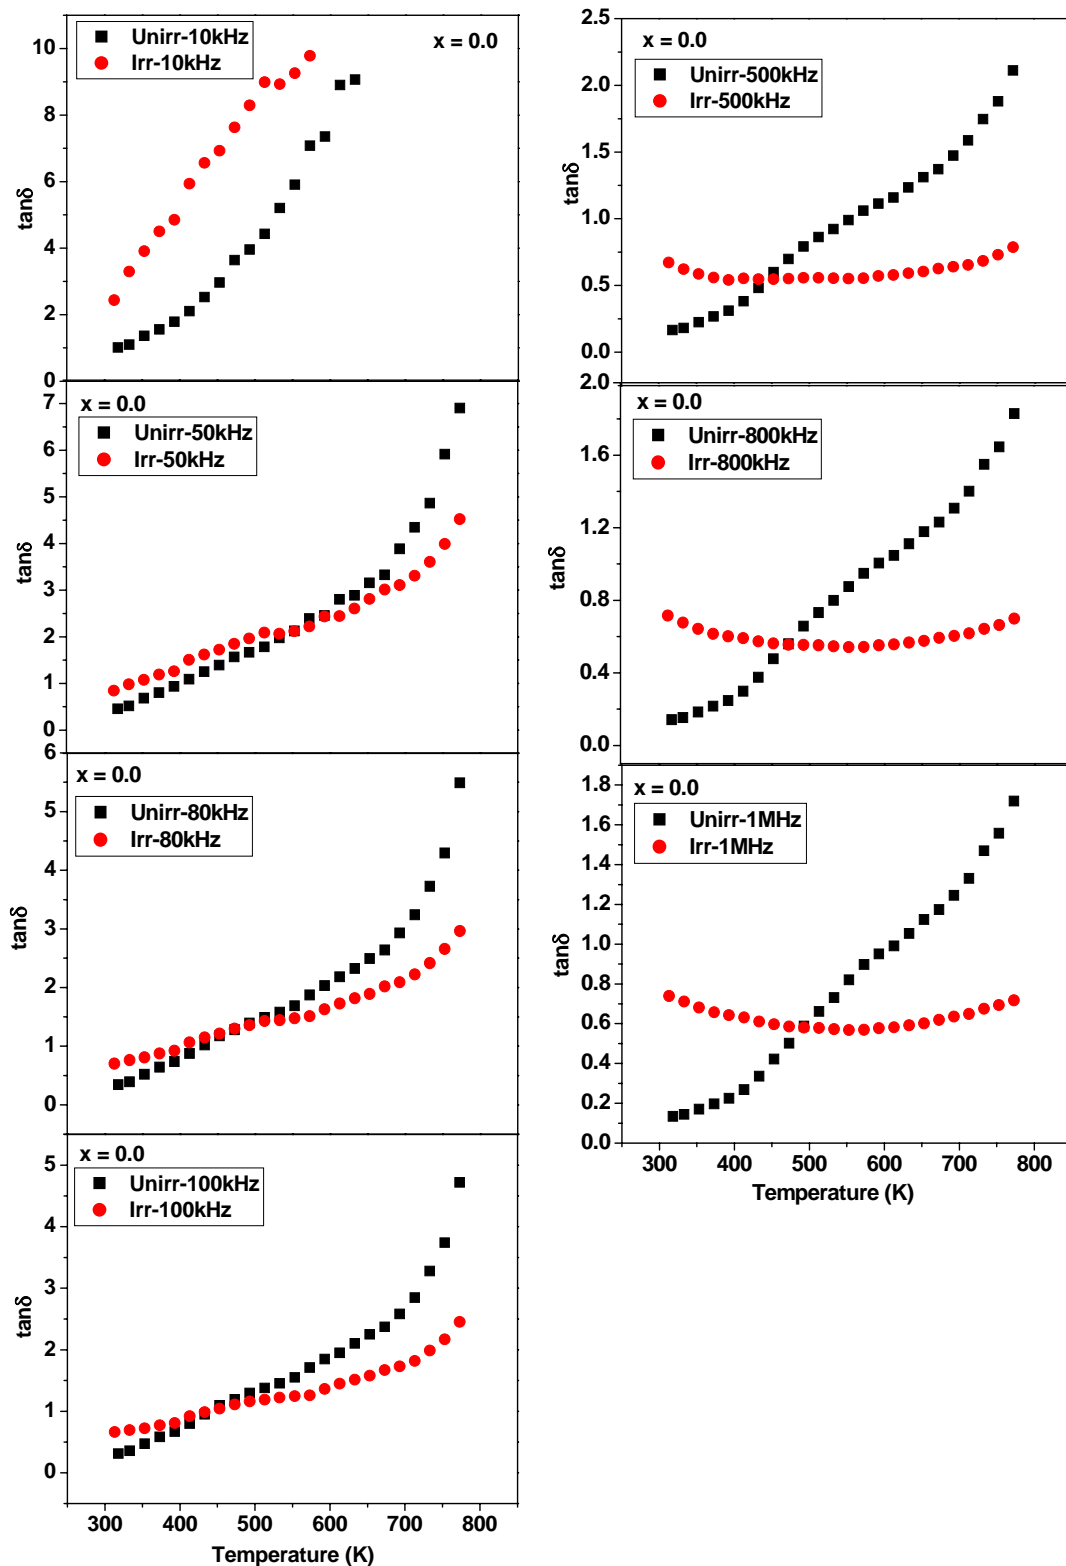 Unirr-10kHz
Irr-10kHz
x = 0.0
10
8
6
4
2
0
tanδ
x = 0.0
Unirr-50kHz
Irr-50kHz
7
6
5
4
3
2
1
0
tanδ
x = 0.0
Unirr-80kHz
Irr-80kHz
6
5
4
3
2
1
0
tanδ
x = 0.0
Unirr-100kHz
Irr-100kHz
5
4
3
2
1
0
tanδ
300 400 500 600 700 800
Temperature (K)
x = 0.0
Unirr-500kHz
Irr-500kHz
2.5
2.0
1.5
1.0
0.5
0.0
tanδ
x = 0.0
Unirr-800kHz
Irr-800kHz
2.0
1.6
1.2
0.8
0.4
0.0
tanδ
x = 0.0
Unirr-1MHz
Irr-1MHz
1.8
1.6
1.4
1.2
1.0
0.8
0.6
0.4
0.2
0.0
tanδ
300 400 500 600 700 800
Temperature (K)